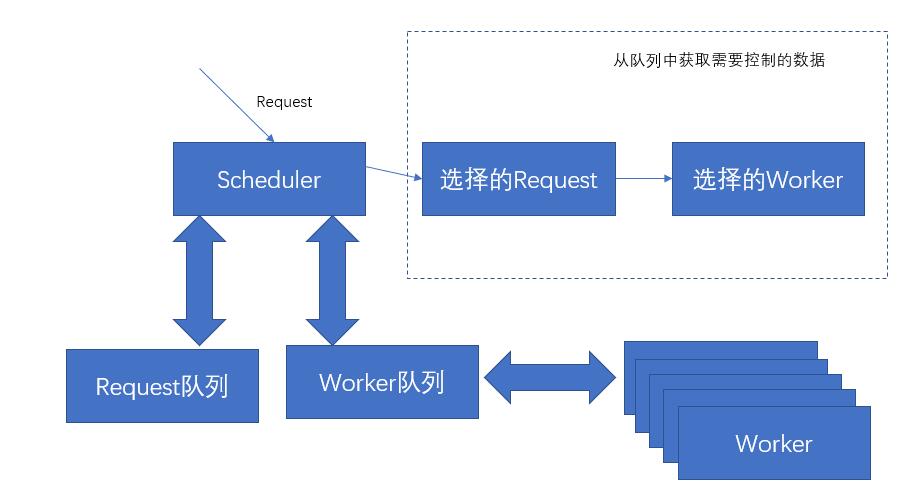 从队列中获取需要控制的数据
Request
Scheduler
选择的Request
选择的Worker
Request队列
Worker队列
Worker